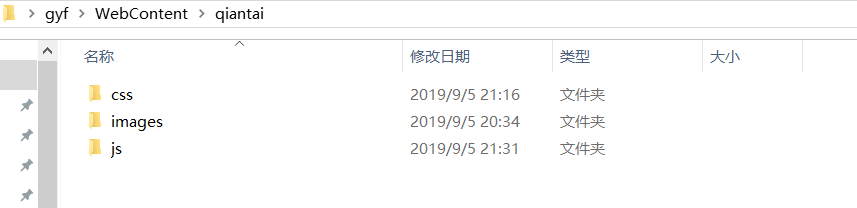 gyf > WebContent > qiantai
名称 修改日期 类型 大小
css 2019/9/5 21:16 文件夹
images 2019/9/5 20:34 文件夹
js 2019/9/5 21:31 文件夹